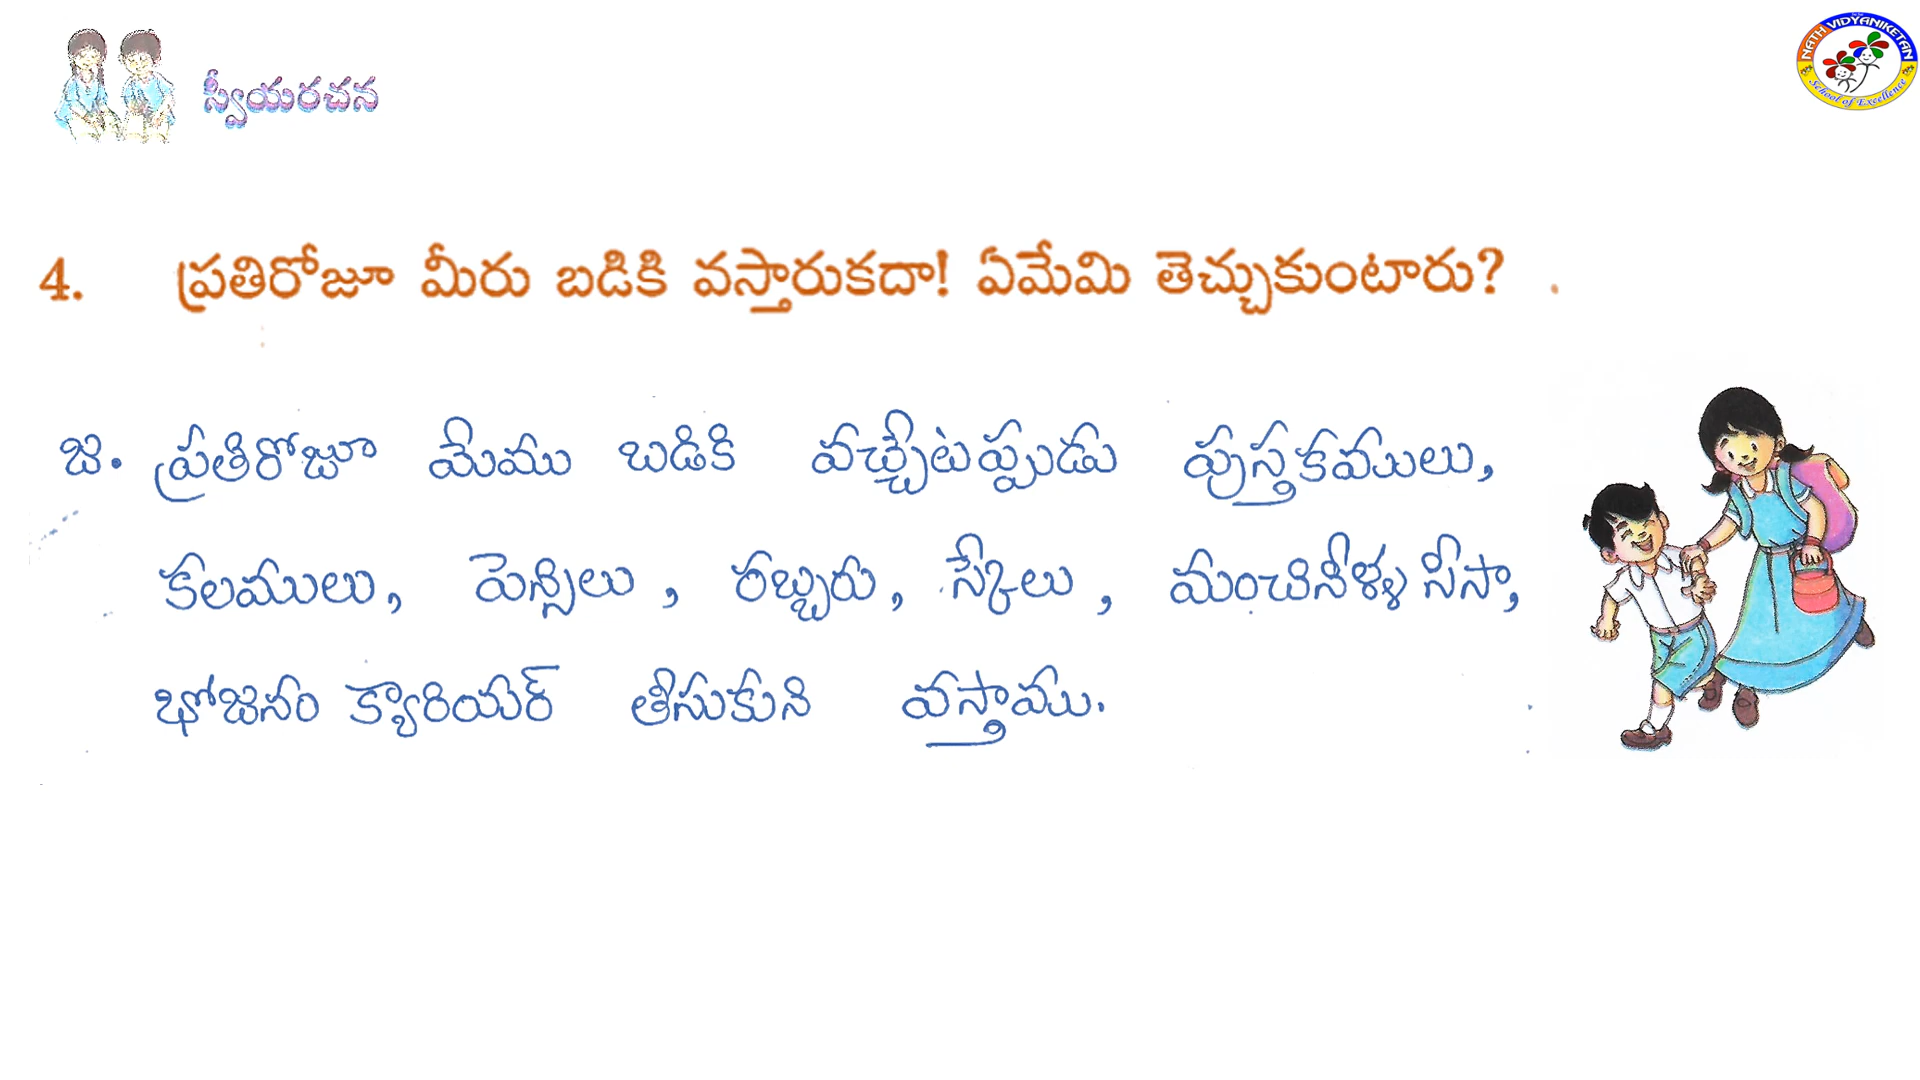 స్వీయరచన
NATH VIDYANIKETAN
School of Excellence
4. ప్రతిరోజూ మీరు బడికి వస్తారుకదా! ఏమేమి తెచ్చుకుంటారు?
జ. ప్రతిరోజూ మేము బడికి వచ్చేటప్పుడు పుస్తకములు,
కలములు, పెన్సిలు, రబ్బురు, స్కేలు, మంచినీళ్ళ సీసా,
భోజనం క్యారియర్ తీసుకుని వస్తాము.